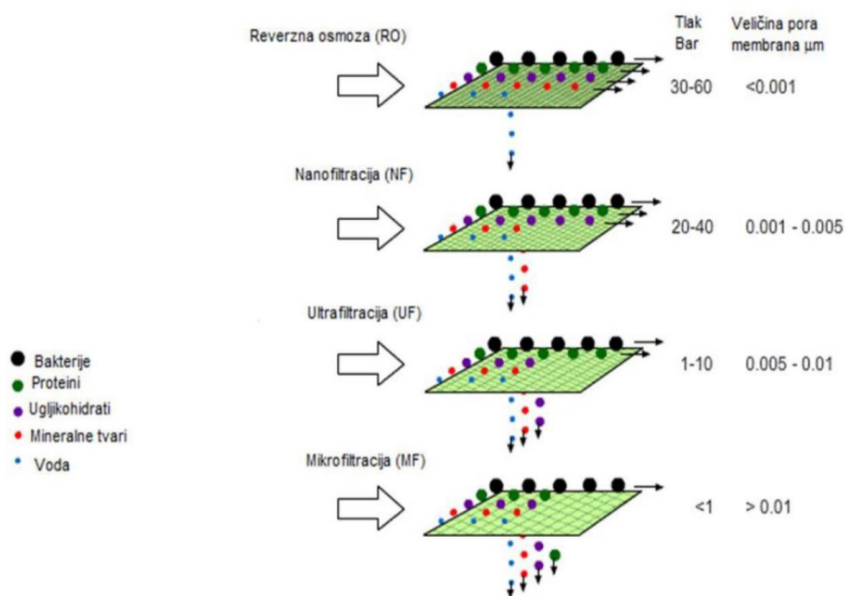 Tlak
Bar
Veličina pora
membrana µm
Reverzna osmoza (RO)
30-60
<0.001
Nanofiltracija (NF)
20-40
0.001 - 0.005
Ultrafiltracija (UF)
1-10
0.005 - 0.01
Mikrofiltracija (MF)
<1
> 0.01
Bakterije
Proteini
Ugljikohidrati
Mineralne tvari
Voda